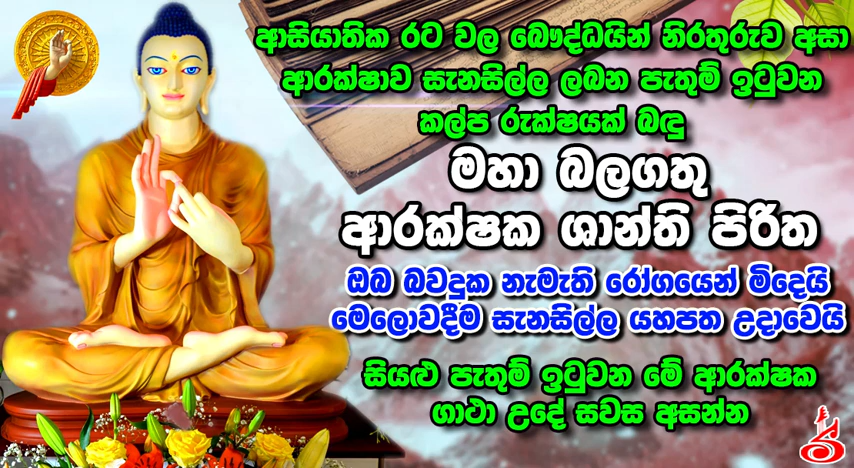 ආසියාතික රට වල බෞද්ධයින් නිරතුරුව අසා
ආරක්ෂාව සැනසිල්ල ලබන පැතුම් ඉටුවන
කල්ප රුක්ෂයක් බඳු
මහා බලගතු
ආරක්ෂක ශාන්ති පිරිත
ඔබ බවදුක නැමැති රෝගයෙන් මිදෙයි
මෙලොවදීම සැනසිල්ල යහපත උදාවෙයි
සියළු පැතුම් ඉටුවන මේ ආරක්ෂක
ගාථා උදේ සවස අසන්න